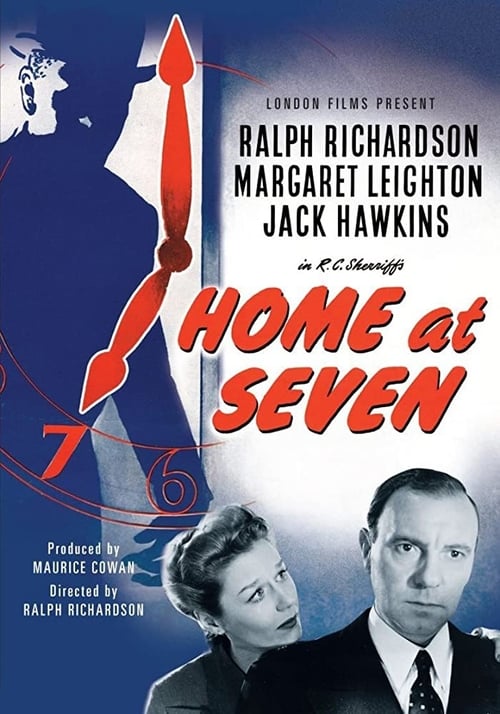 LONDON FILMS PRESENT
RALPH RICHARDSON
MARGARET LEIGHTON
JACK HAWKINS
in R.C. Sherriff's
HOME at
SEVEN
7
6
Produced by
MAURICE COWAN
Directed by
RALPH RICHARDSON